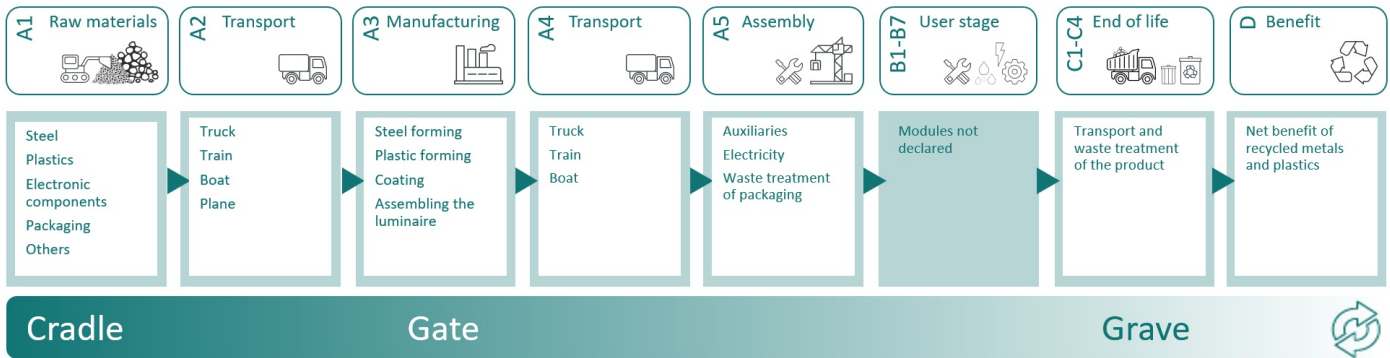 A1 Raw materials
A2 Transport
A3 Manufacturing
A4 Transport
A5 Assembly
B1-B7 User stage
C1-C4 End of life
D Benefit
Steel
Plastics
Electronic
components
Packaging
Others
Truck
Train
Boat
Plane
Steel forming
Plastic forming
Coating
Assembling the
luminaire
Truck
Train
Boat
Auxiliaries
Electricity
Waste treatment
of packaging
Modules not
declared
Transport and
waste treatment
of the product
Net benefit of
recycled metals
and plastics
Cradle
Gate
Grave